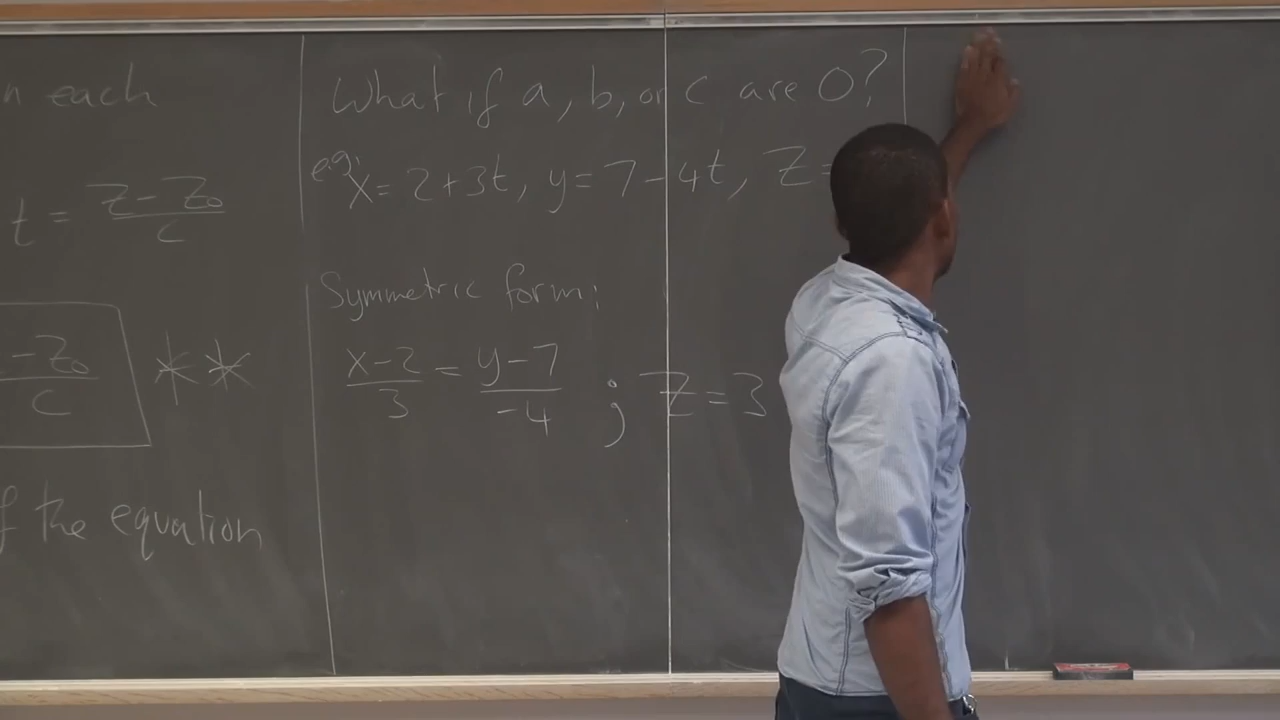 n each
t = z - z₀ / c
- z₀ / c **
f the equation
What if a, b, or c are 0?
e.g. x = 2 + 3t, y = 7 - 4t, z =
Symmetric form:
x - 2 / 3 = y - 7 / -4 ; z = 3